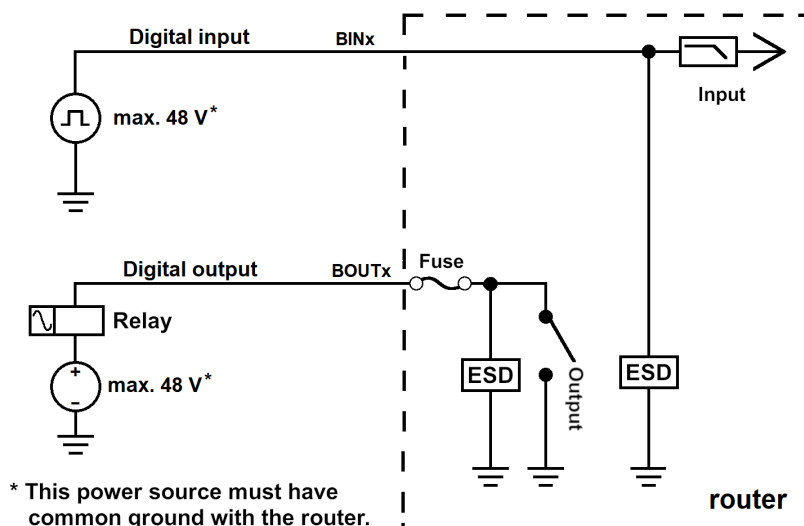 Digital input
BINx
max. 48 V*
Input
Digital output
BOUTx
Fuse
Relay
+
max. 48 V*
−
ESD
Output
ESD
* This power source must have
common ground with the router.
router